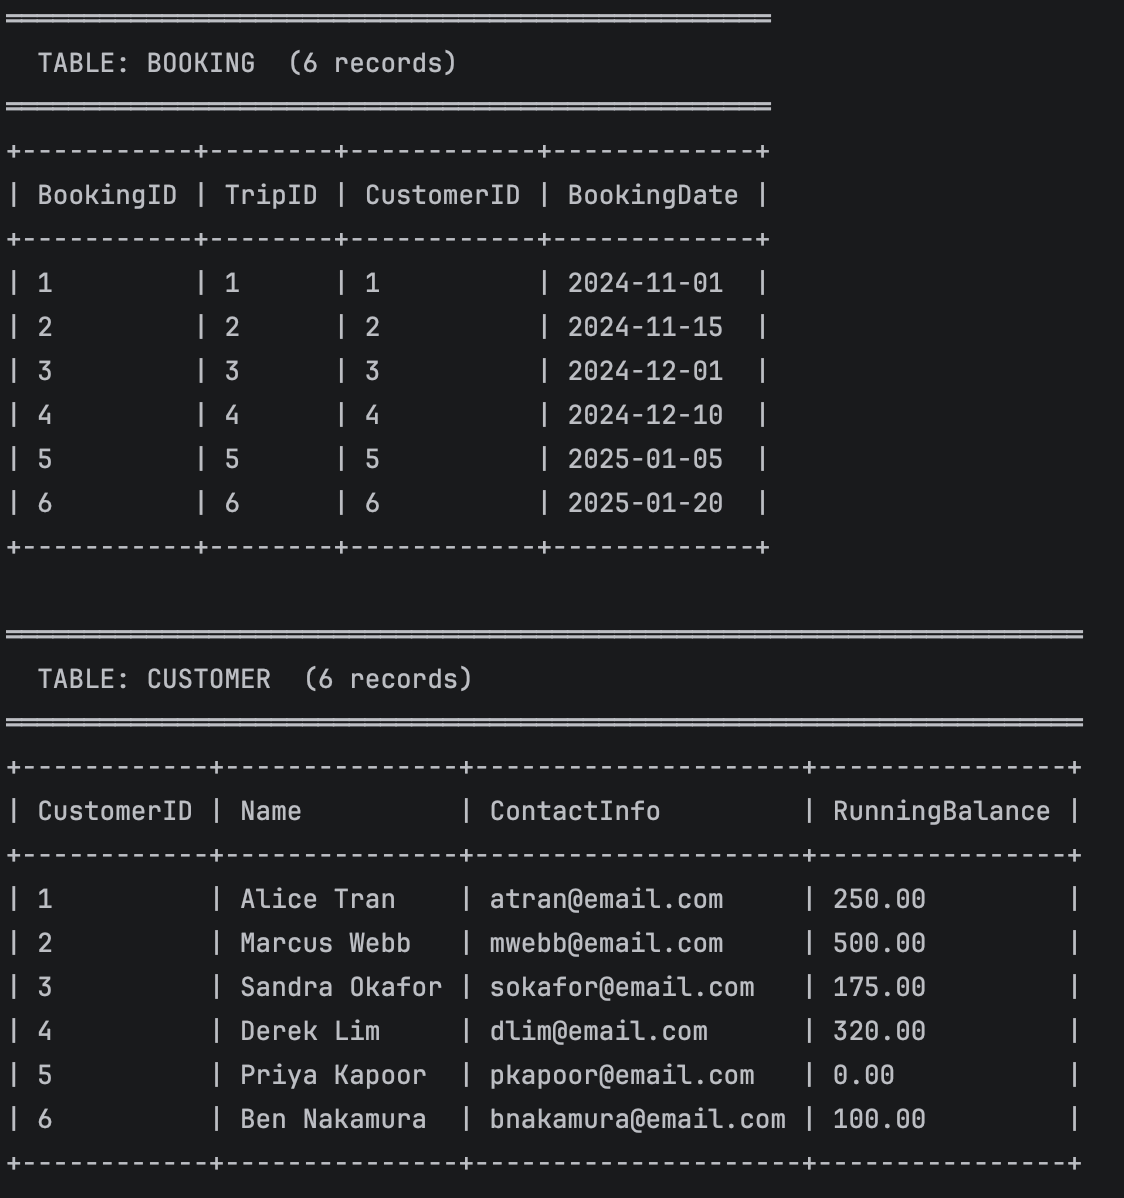 TABLE: BOOKING  (6 records)
+-----------+--------+------------+-------------+
| BookingID | TripID | CustomerID | BookingDate |
+-----------+--------+------------+-------------+
| 1         | 1      | 1          | 2024-11-01  |
| 2         | 2      | 2          | 2024-11-15  |
| 3         | 3      | 3          | 2024-12-01  |
| 4         | 4      | 4          | 2024-12-10  |
| 5         | 5      | 5          | 2025-01-05  |
| 6         | 6      | 6          | 2025-01-20  |
+-----------+--------+------------+-------------+
TABLE: CUSTOMER  (6 records)
+------------+---------------+---------------------+----------------+
| CustomerID | Name          | ContactInfo         | RunningBalance |
+------------+---------------+---------------------+----------------+
| 1          | Alice Tran    | atran@email.com     | 250.00         |
| 2          | Marcus Webb   | mwebb@email.com     | 500.00         |
| 3          | Sandra Okafor | sokafor@email.com   | 175.00         |
| 4          | Derek Lim     | dlim@email.com      | 320.00         |
| 5          | Priya Kapoor  | pkapoor@email.com   | 0.00           |
| 6          | Ben Nakamura  | bnakamura@email.com | 100.00         |
+------------+---------------+---------------------+----------------+